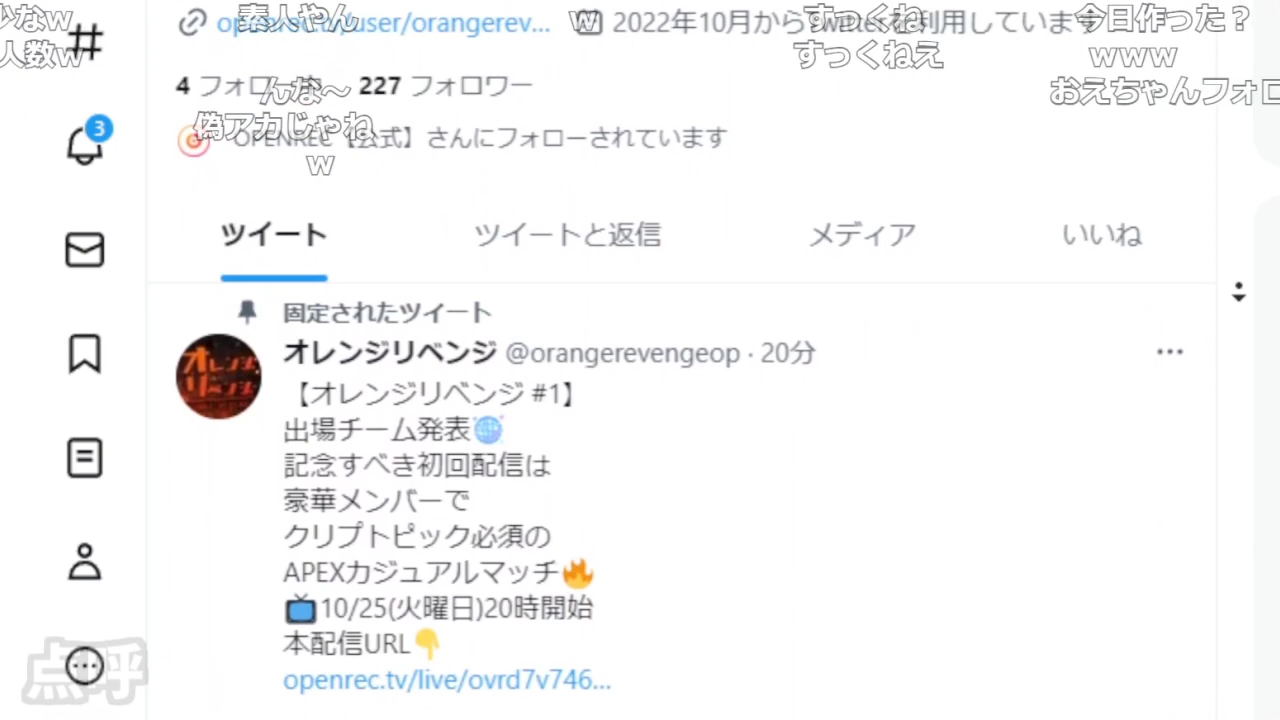 少なw
人数w
#
openrec.tv/user/orangerev...
素人やん
w
2022年10月からTwitterを利用しています
すっくね
今日作った？
すっくねえ
www
4 フォロー中 227 フォロワー
んな〜
おえちゃんフォロ
偽アカじゃね
w
3
OPENREC【公式】さんにフォローされています
ツイート
ツイートと返信
メディア
いいね
固定されたツイート
オレンジリベンジ @orangerevengeop · 20分
オレンジ
リベンジ
【オレンジリベンジ #1】
出場チーム発表🪩
記念すべき初回配信は
豪華メンバーで
クリプトピック必須の
APEXカジュアルマッチ🔥
📺10/25(火曜日)20時開始
本配信URL👇
openrec.tv/live/ovrd7v746...
点呼